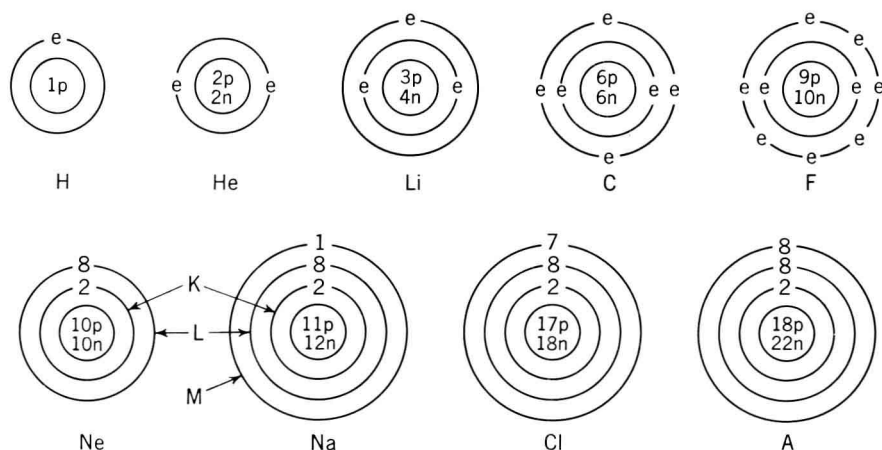 e e e e
1p 2p e e 3p e e e 6p e e e e 9p e e
2n 4n 6n 10n
e e e e
H He Li C F
1 7 8
8 8 8 8
2 K 2 2 2
10p 11p 17p 18p
10n L 12n 18n 22n
M
Ne Na Cl A